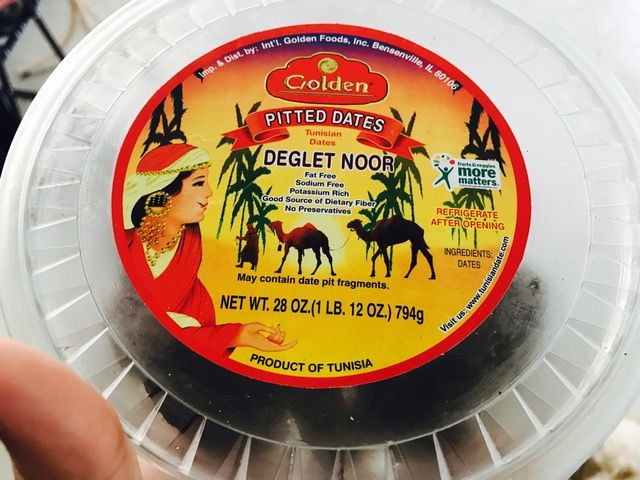 Imp. & Dist. by: Int'l. Golden Foods, Inc. Bensenville, IL 60106
Golden
PITTED DATES
Tunisian
Dates
DEGLET NOOR
Fat Free
Sodium Free
Potassium Rich
Good Source of Dietary Fiber
No Preservatives
fruits & veggies
more
matters.
REFRIGERATE
AFTER OPENING
INGREDIENTS:
DATES
May contain date pit fragments.
NET WT. 28 OZ.(1 LB. 12 OZ.) 794g
Visit us: www.tunisiandate.com
PRODUCT OF TUNISIA